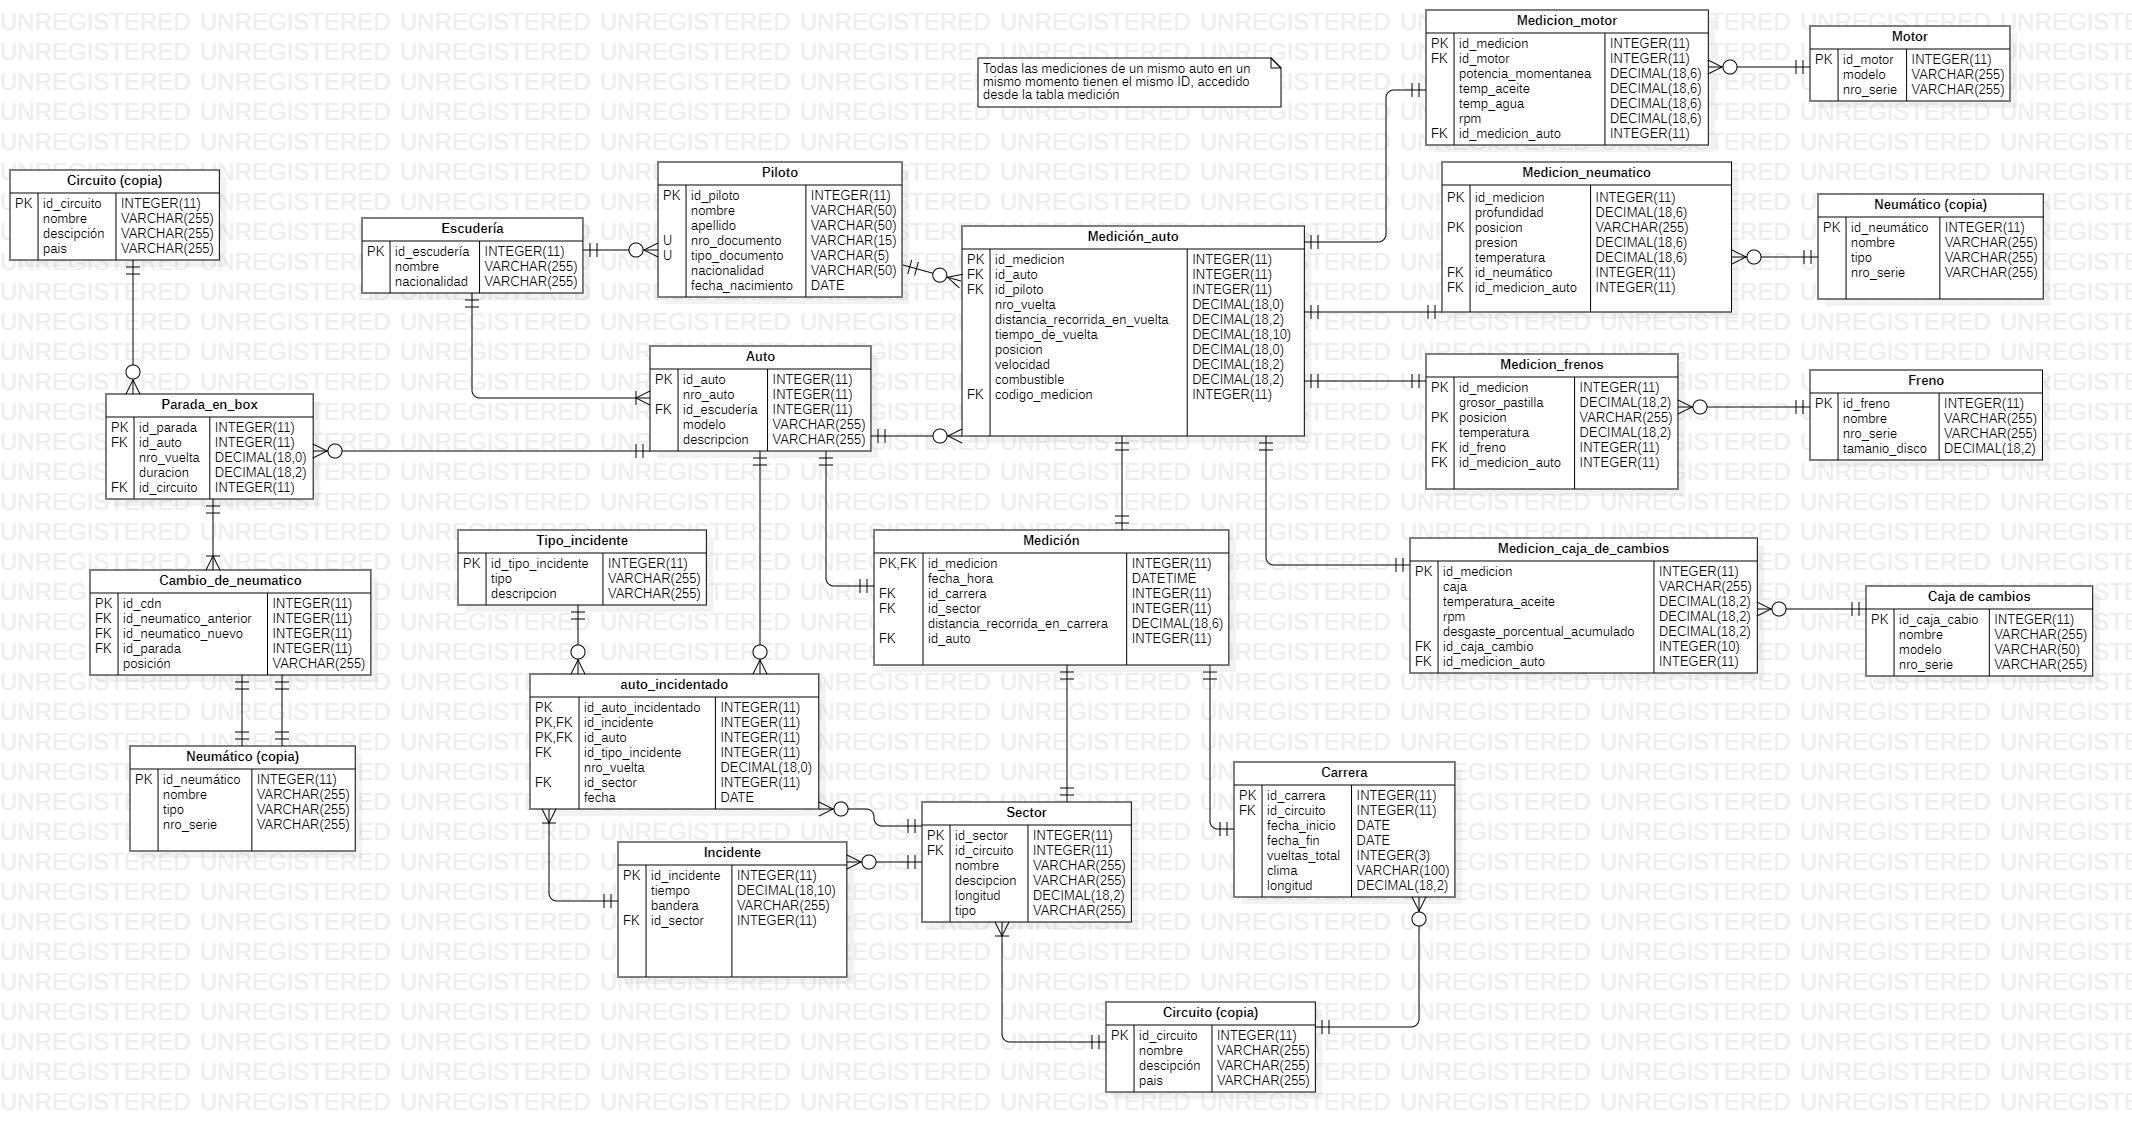 Todas las mediciones de un mismo auto en un
mismo momento tienen el mismo ID, accedido
desde la tabla medición
Medicion_motor
PK id_medicion INTEGER(11)
FK id_motor INTEGER(11)
potencia_momentanea DECIMAL(18,6)
temp_aceite DECIMAL(18,6)
temp_agua DECIMAL(18,6)
rpm DECIMAL(18,6)
FK id_medicion_auto INTEGER(11)
Motor
PK id_motor INTEGER(11)
modelo VARCHAR(255)
nro_serie VARCHAR(255)
Circuito (copia)
PK id_circuito INTEGER(11)
nombre VARCHAR(255)
descipción VARCHAR(255)
pais VARCHAR(255)
Escudería
PK id_escudería INTEGER(11)
nombre VARCHAR(255)
nacionalidad VARCHAR(255)
Piloto
PK id_piloto INTEGER(11)
nombre VARCHAR(50)
apellido VARCHAR(50)
U nro_documento VARCHAR(15)
U tipo_documento VARCHAR(5)
nacionalidad VARCHAR(50)
fecha_nacimiento DATE
Medición_auto
PK id_medicion INTEGER(11)
FK id_auto INTEGER(11)
FK id_piloto INTEGER(11)
nro_vuelta DECIMAL(18,0)
distancia_recorrida_en_vuelta DECIMAL(18,2)
tiempo_de_vuelta DECIMAL(18,10)
posicion DECIMAL(18,0)
velocidad DECIMAL(18,2)
combustible DECIMAL(18,2)
FK codigo_medicion INTEGER(11)
Medicion_neumatico
PK id_medicion INTEGER(11)
profundidad DECIMAL(18,6)
PK posicion VARCHAR(255)
presion DECIMAL(18,6)
temperatura DECIMAL(18,6)
FK id_neumático INTEGER(11)
FK id_medicion_auto INTEGER(11)
Neumático (copia)
PK id_neumático INTEGER(11)
nombre VARCHAR(255)
tipo VARCHAR(255)
nro_serie VARCHAR(255)
Auto
PK id_auto INTEGER(11)
nro_auto INTEGER(11)
FK id_escudería INTEGER(11)
modelo VARCHAR(255)
descripcion VARCHAR(255)
Medicion_frenos
PK id_medicion INTEGER(11)
grosor_pastilla DECIMAL(18,2)
PK posicion VARCHAR(255)
temperatura DECIMAL(18,2)
FK id_freno INTEGER(11)
FK id_medicion_auto INTEGER(11)
Freno
PK id_freno INTEGER(11)
nombre VARCHAR(255)
nro_serie VARCHAR(255)
tamanio_disco DECIMAL(18,2)
Parada_en_box
PK id_parada INTEGER(11)
FK id_auto INTEGER(11)
nro_vuelta DECIMAL(18,0)
duracion DECIMAL(18,2)
FK id_circuito INTEGER(11)
Tipo_incidente
PK id_tipo_incidente INTEGER(11)
tipo VARCHAR(255)
descripcion VARCHAR(255)
Medición
PK,FK id_medicion INTEGER(11)
fecha_hora DATETIME
FK id_carrera INTEGER(11)
FK id_sector INTEGER(11)
distancia_recorrida_en_carrera DECIMAL(18,6)
FK id_auto INTEGER(11)
Medicion_caja_de_cambios
PK id_medicion INTEGER(11)
caja VARCHAR(255)
temperatura_aceite DECIMAL(18,2)
rpm DECIMAL(18,2)
desgaste_porcentual_acumulado DECIMAL(18,2)
FK id_caja_cambio INTEGER(10)
FK id_medicion_auto INTEGER(11)
Caja de cambios
PK id_caja_cabio INTEGER(11)
nombre VARCHAR(255)
modelo VARCHAR(50)
nro_serie VARCHAR(255)
Cambio_de_neumatico
PK id_cdn INTEGER(11)
FK id_neumatico_anterior INTEGER(11)
FK id_neumatico_nuevo INTEGER(11)
FK id_parada INTEGER(11)
posición VARCHAR(255)
auto_incidentado
PK id_auto_incidentado INTEGER(11)
PK,FK id_incidente INTEGER(11)
PK,FK id_auto INTEGER(11)
FK id_tipo_incidente INTEGER(11)
nro_vuelta DECIMAL(18,0)
FK id_sector INTEGER(11)
fecha DATE
Neumático (copia)
PK id_neumático INTEGER(11)
nombre VARCHAR(255)
tipo VARCHAR(255)
nro_serie VARCHAR(255)
Incidente
PK id_incidente INTEGER(11)
tiempo DECIMAL(18,10)
bandera VARCHAR(255)
FK id_sector INTEGER(11)
Sector
PK id_sector INTEGER(11)
FK id_circuito INTEGER(11)
nombre VARCHAR(255)
descipcion VARCHAR(255)
longitud DECIMAL(18,2)
tipo VARCHAR(255)
Carrera
PK id_carrera INTEGER(11)
FK id_circuito INTEGER(11)
fecha_inicio DATE
fecha_fin DATE
vueltas_total INTEGER(3)
clima VARCHAR(100)
longitud DECIMAL(18,2)
Circuito (copia)
PK id_circuito INTEGER(11)
nombre VARCHAR(255)
descipción VARCHAR(255)
pais VARCHAR(255)
UNREGISTERED